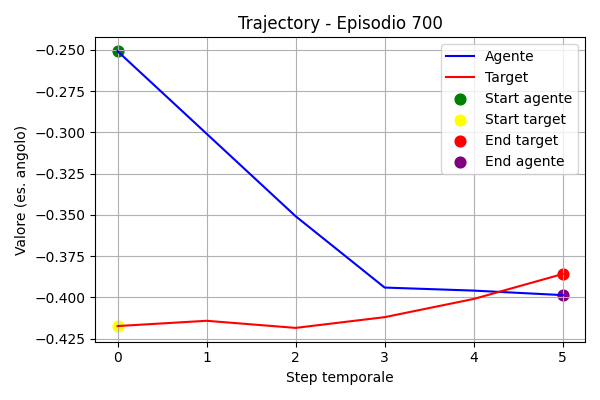 Trajectory - Episodio 700
Valore (es. angolo)
−0.250
−0.275
−0.300
−0.325
−0.350
−0.375
−0.400
−0.425
Agente
Target
Start agente
Start target
End target
End agente
0 1 2 3 4 5
Step temporale